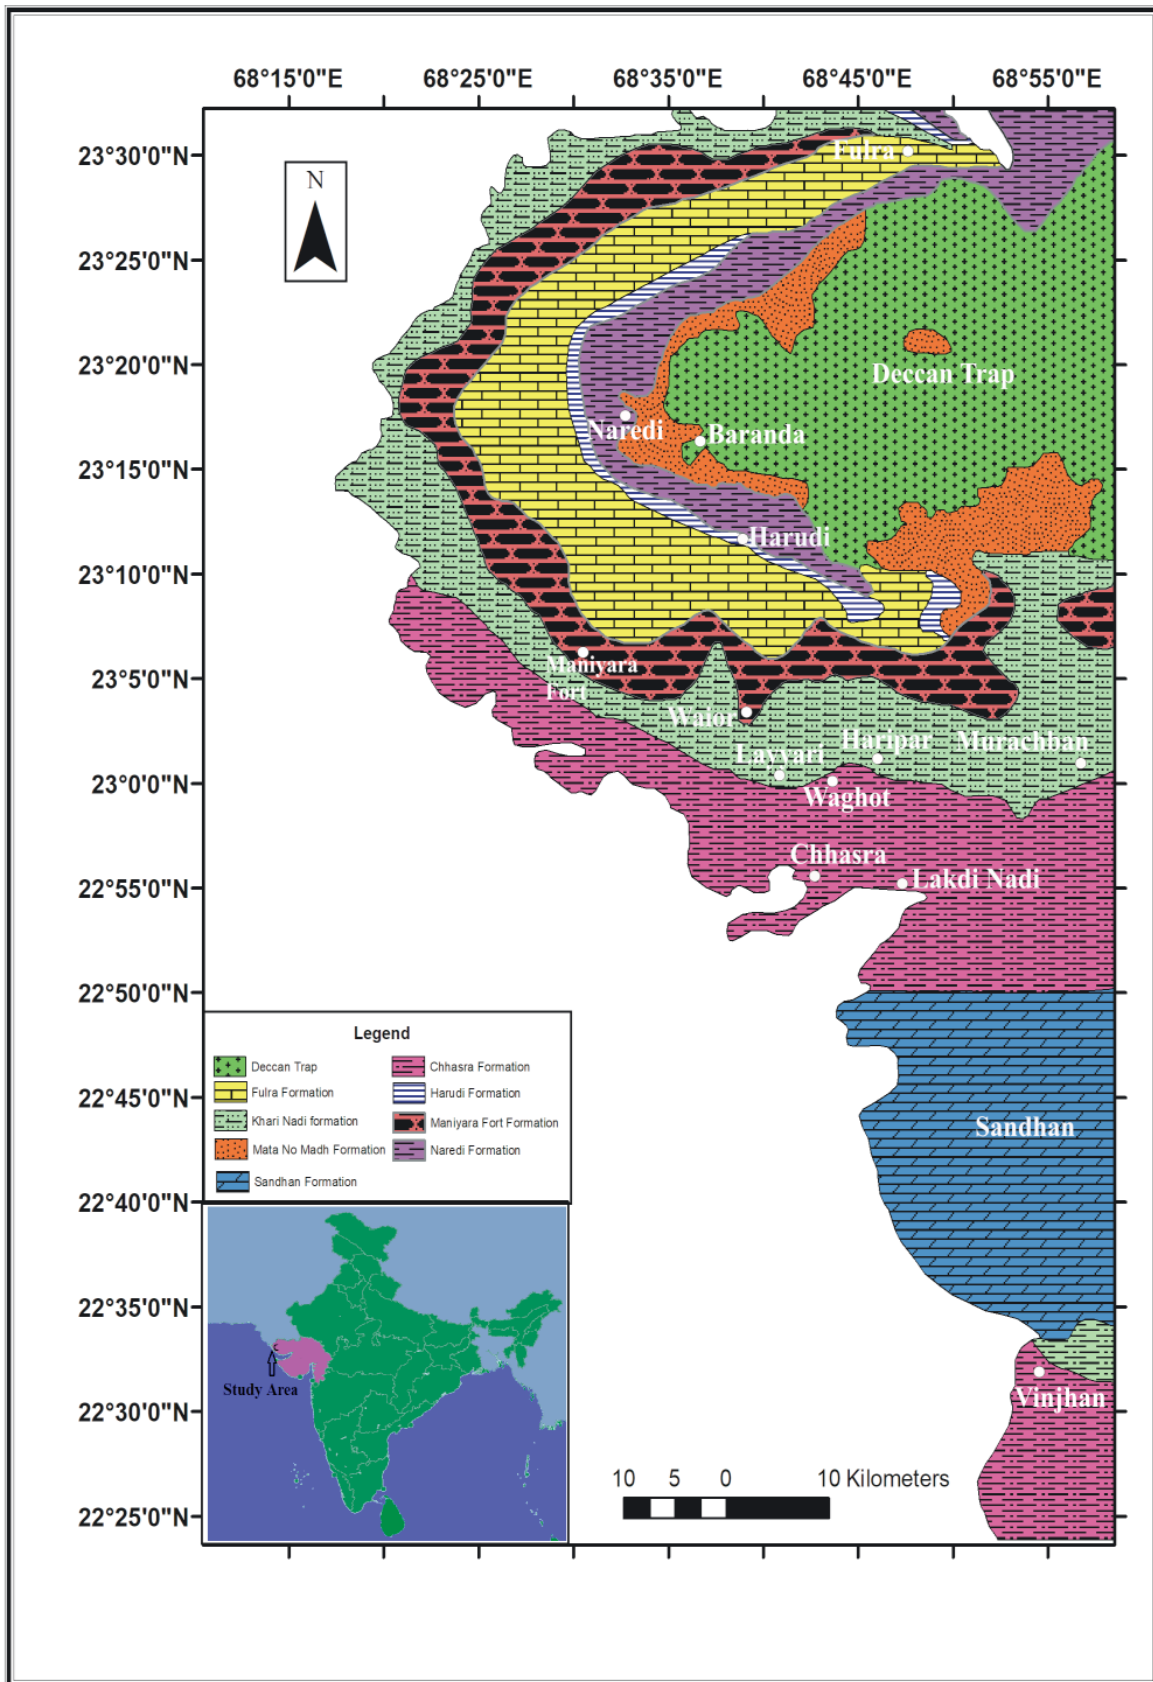 68°15'0"E 68°25'0"E 68°35'0"E 68°45'0"E 68°55'0"E
23°30'0"N
Fulra
N
23°25'0"N
23°20'0"N
Deccan Trap
Naredi
Baranda
23°15'0"N
Harudi
23°10'0"N
Maniyara
Fort
23°5'0"N
Waior
Layyari
Haripar
Murachban
23°0'0"N
Waghot
Chhasra
22°55'0"N
Lakdi Nadi
22°50'0"N
Legend
Deccan Trap
Chhasra Formation
Fulra Formation
Harudi Formation
Khari Nadi formation
Maniyara Fort Formation
Mata No Madh Formation
Naredi Formation
Sandhan Formation
22°45'0"N
Sandhan
22°40'0"N
22°35'0"N
Study Area
Vinjhan
22°30'0"N
10 5 0 10 Kilometers
22°25'0"N